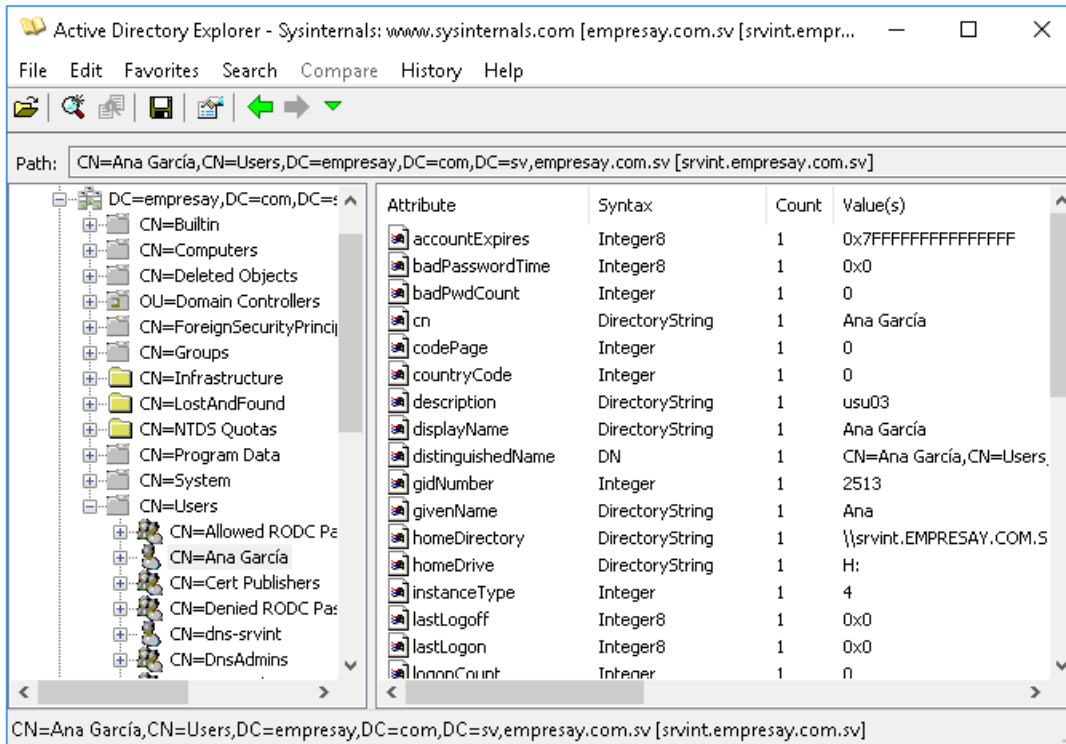 Active Directory Explorer - Sysinternals: www.sysinternals.com [empresay.com.sv [srvint.empr...
File Edit Favorites Search Compare History Help
Path: CN=Ana García,CN=Users,DC=empresay,DC=com,DC=sv,empresay.com.sv [srvint.empresay.com.sv]
DC=empresay,DC=com,DC=
CN=Builtin
CN=Computers
CN=Deleted Objects
OU=Domain Controllers
CN=ForeignSecurityPrincip
CN=Groups
CN=Infrastructure
CN=LostAndFound
CN=NTDS Quotas
CN=Program Data
CN=System
CN=Users
CN=Allowed RODC Pa
CN=Ana García
CN=Cert Publishers
CN=Denied RODC Pas
CN=dns-srvint
CN=DnsAdmins
Attribute Syntax Count Value(s)
accountExpires Integer8 1 0x7FFFFFFFFFFFFFFF
badPasswordTime Integer8 1 0x0
badPwdCount Integer 1 0
cn DirectoryString 1 Ana García
codePage Integer 1 0
countryCode Integer 1 0
description DirectoryString 1 usu03
displayName DirectoryString 1 Ana García
distinguishedName DN 1 CN=Ana García,CN=Users,
gidNumber Integer 1 2513
givenName DirectoryString 1 Ana
homeDirectory DirectoryString 1 \\srvint.EMPRESAY.COM.S
homeDrive DirectoryString 1 H:
instanceType Integer 1 4
lastLogoff Integer8 1 0x0
lastLogon Integer8 1 0x0
logonCount Integer 1 0
CN=Ana García,CN=Users,DC=empresay,DC=com,DC=sv,empresay.com.sv [srvint.empresay.com.sv]